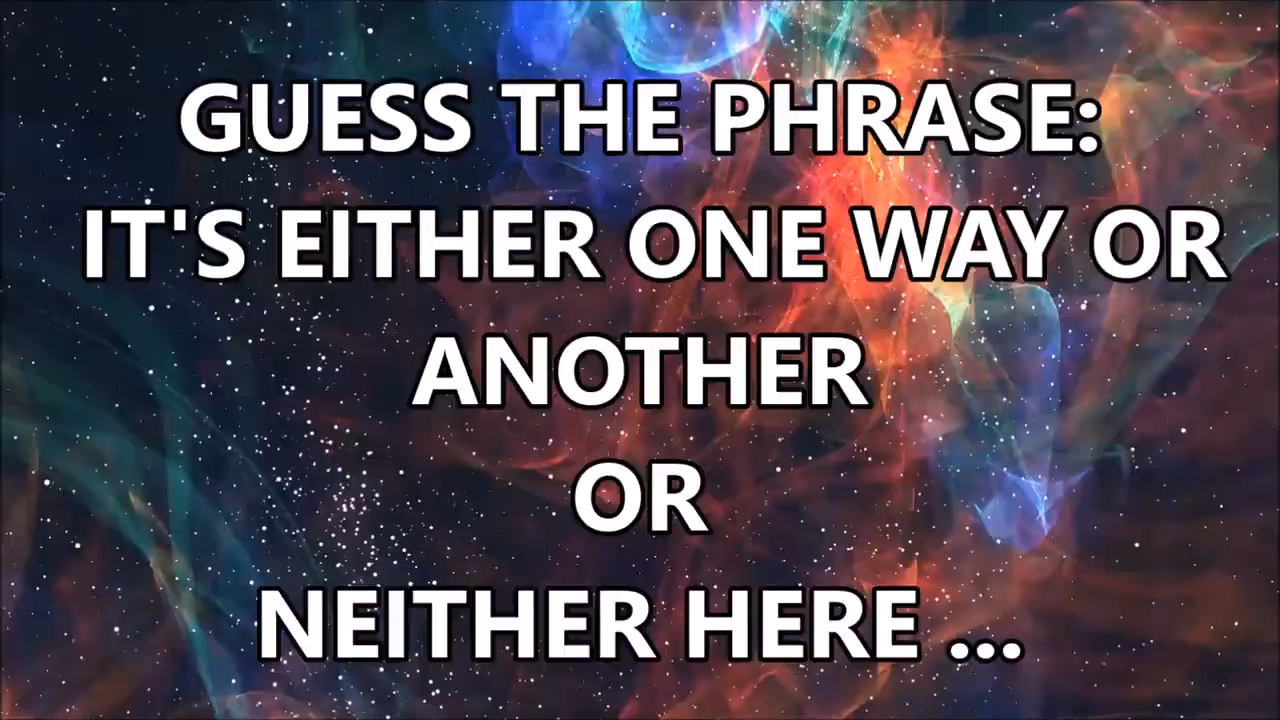 GUESS THE PHRASE:
IT'S EITHER ONE WAY OR
ANOTHER
OR
NEITHER HERE ...